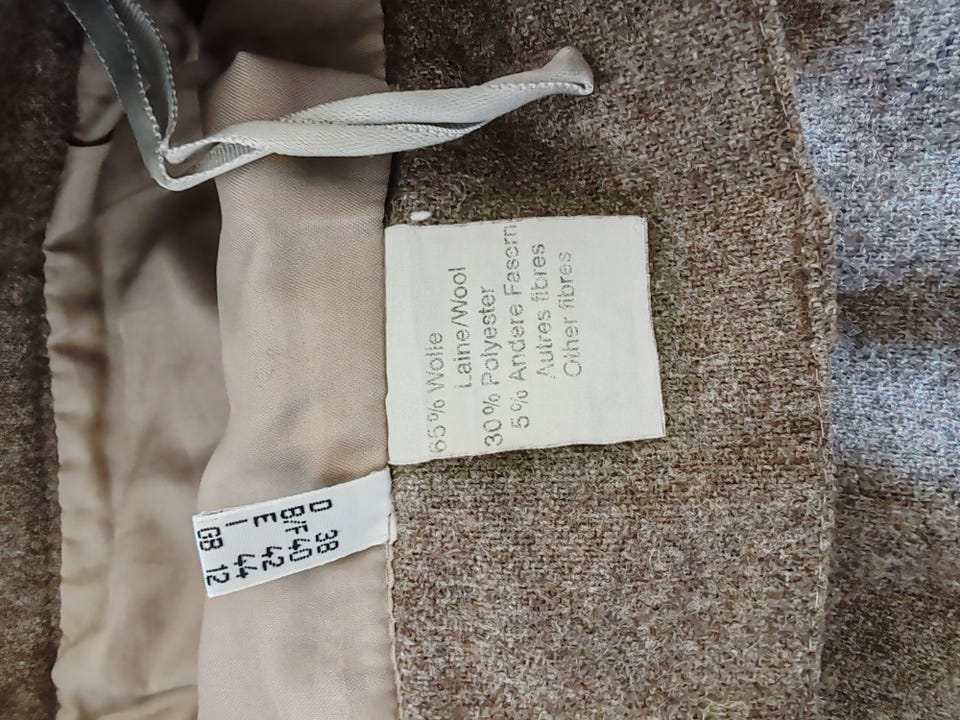 65% Wolle
Laine/Wool
30% Polyester
5% Andere Fasern
Autres fibres
Other fibres
D 38
B/F 40
E 42
I 44
GB 12